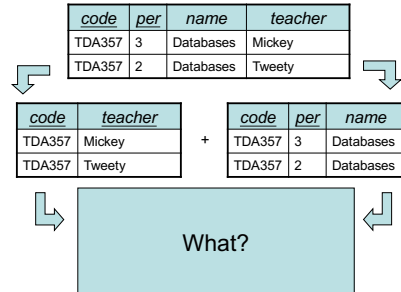 code per name teacher
TDA357 3 Databases Mickey
TDA357 2 Databases Tweety
code teacher
TDA357 Mickey
TDA357 Tweety
+
code per name
TDA357 3 Databases
TDA357 2 Databases
What?